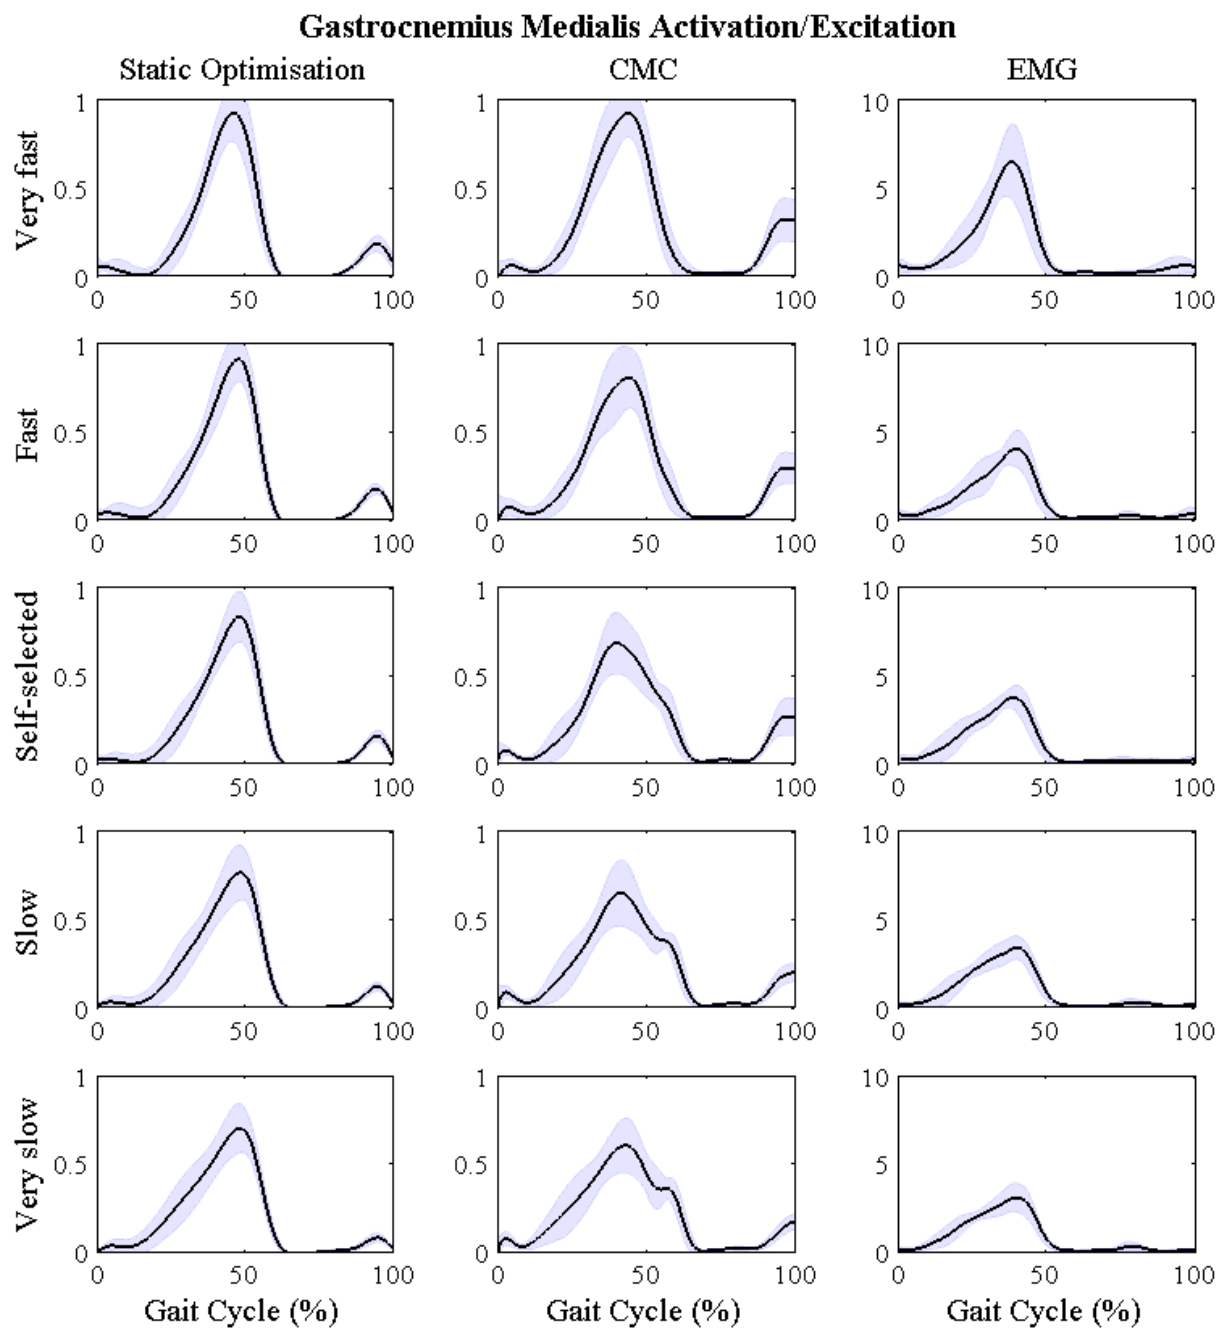 Gastrocnemius Medialis Activation/Excitation
Static Optimisation CMC EMG
Very fast
1 1 10
0.5 0.5 5
0 0 0
0 50 100 0 50 100 0 50 100
Fast
1 1 10
0.5 0.5 5
0 0 0
0 50 100 0 50 100 0 50 100
Self-selected
1 1 10
0.5 0.5 5
0 0 0
0 50 100 0 50 100 0 50 100
Slow
1 1 10
0.5 0.5 5
0 0 0
0 50 100 0 50 100 0 50 100
Very slow
1 1 10
0.5 0.5 5
0 0 0
0 50 100 0 50 100 0 50 100
Gait Cycle (%) Gait Cycle (%) Gait Cycle (%)